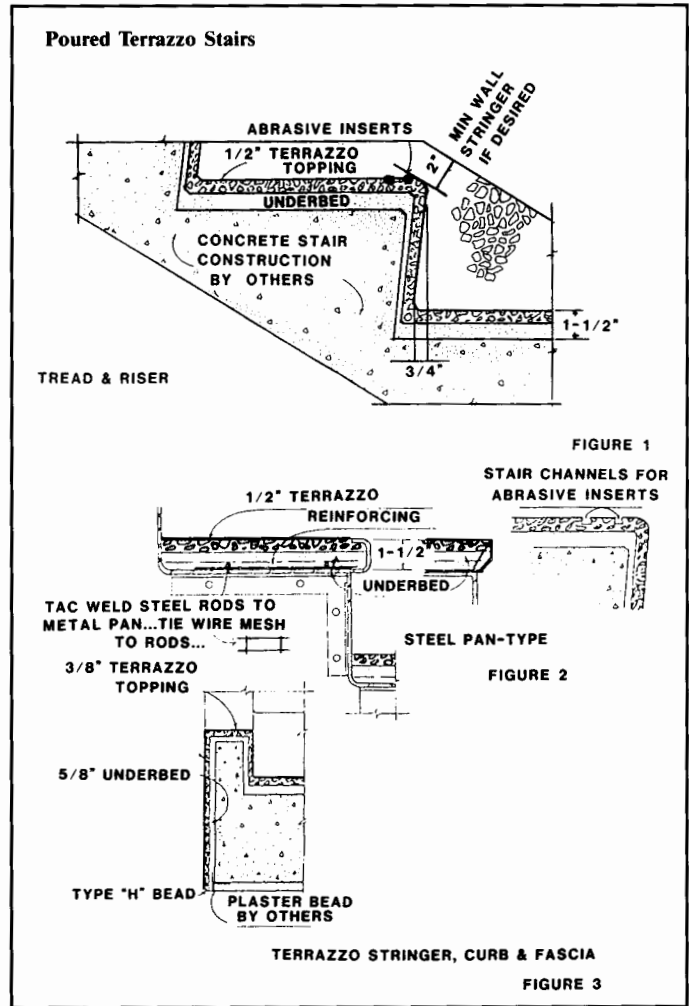 Poured Terrazzo Stairs
ABRASIVE INSERTS
1/2" TERRAZZO
TOPPING
UNDERBED
2"
MIN WALL
STRINGER
IF DESIRED
CONCRETE STAIR
CONSTRUCTION
BY OTHERS
1-1/2"
3/4"
TREAD & RISER
FIGURE 1
STAIR CHANNELS FOR
ABRASIVE INSERTS
1/2" TERRAZZO
REINFORCING
1-1/2"
UNDERBED
TAC WELD STEEL RODS TO
METAL PAN...TIE WIRE MESH
TO RODS...
STEEL PAN-TYPE
FIGURE 2
3/8" TERRAZZO
TOPPING
5/8" UNDERBED
TYPE "H" BEAD
PLASTER BEAD
BY OTHERS
TERRAZZO STRINGER, CURB & FASCIA
FIGURE 3